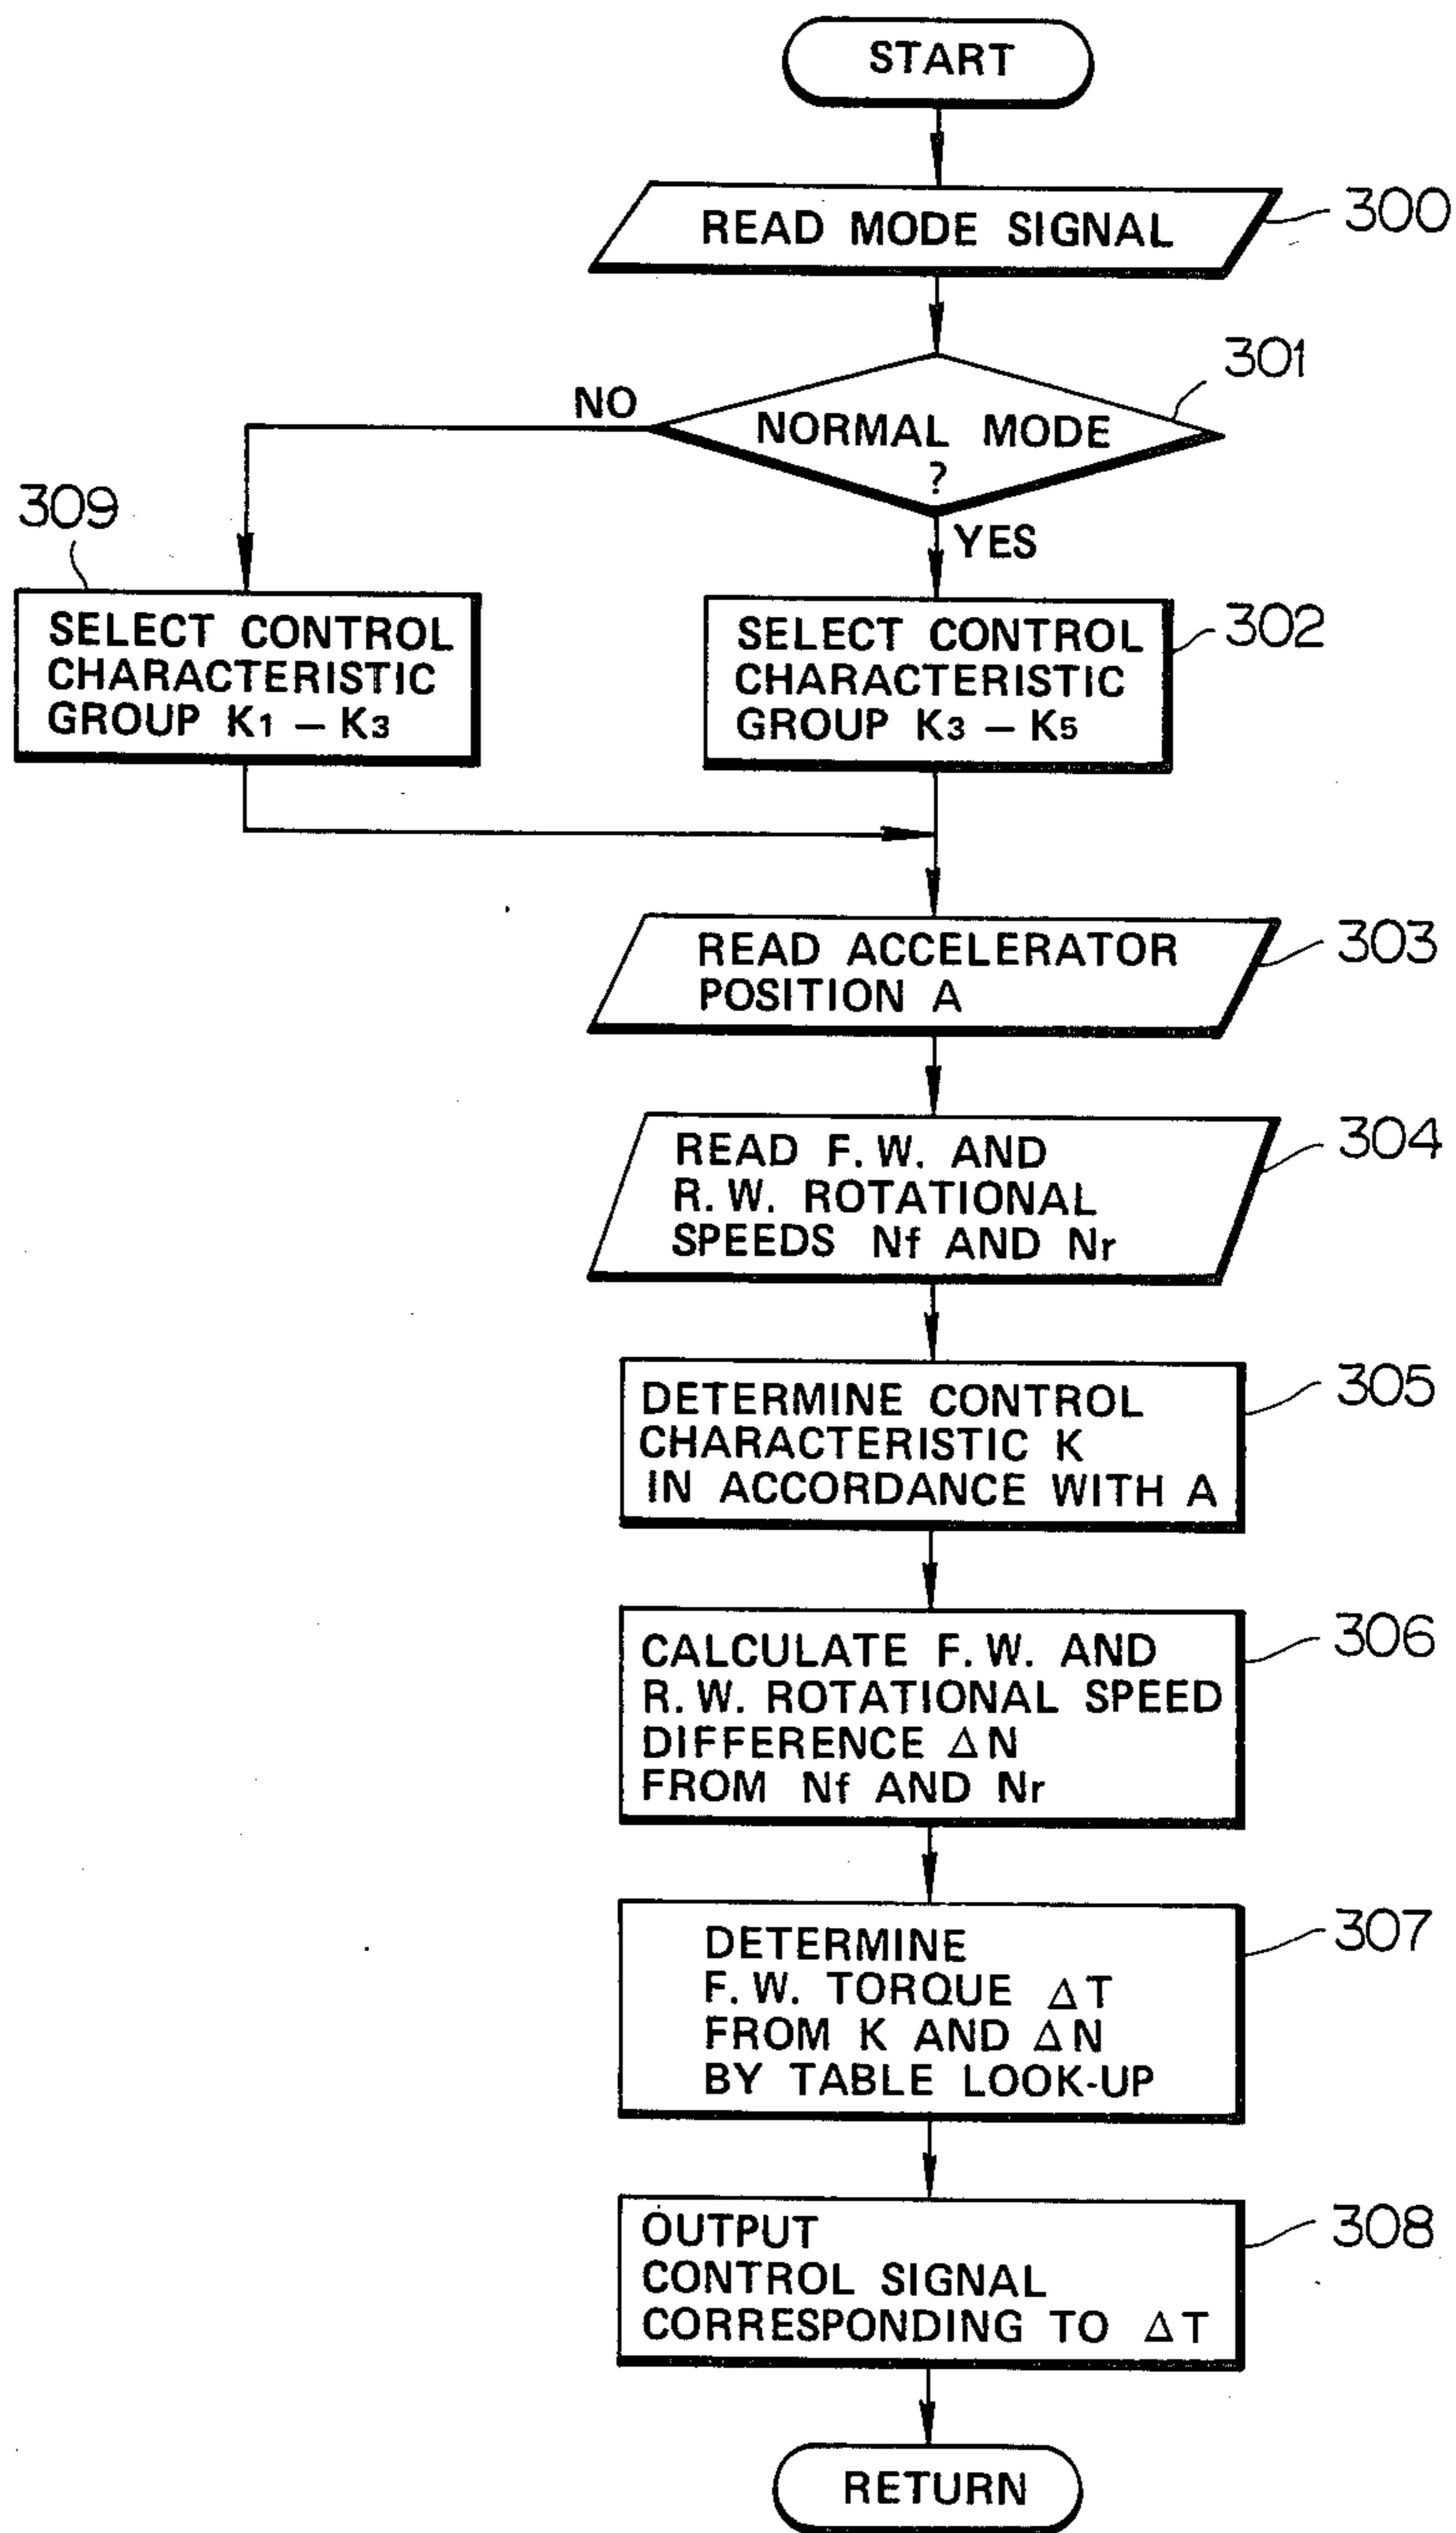 START
READ MODE SIGNAL
300
301
NO
NORMAL MODE
?
YES
309
SELECT CONTROL
CHARACTERISTIC
GROUP K1 – K3
302
SELECT CONTROL
CHARACTERISTIC
GROUP K3 – K5
303
READ ACCELERATOR
POSITION A
304
READ F.W. AND
R.W. ROTATIONAL
SPEEDS Nf AND Nr
305
DETERMINE CONTROL
CHARACTERISTIC K
IN ACCORDANCE WITH A
306
CALCULATE F.W. AND
R.W. ROTATIONAL SPEED
DIFFERENCE ΔN
FROM Nf AND Nr
307
DETERMINE
F.W. TORQUE ΔT
FROM K AND ΔN
BY TABLE LOOK-UP
308
OUTPUT
CONTROL SIGNAL
CORRESPONDING TO ΔT
RETURN